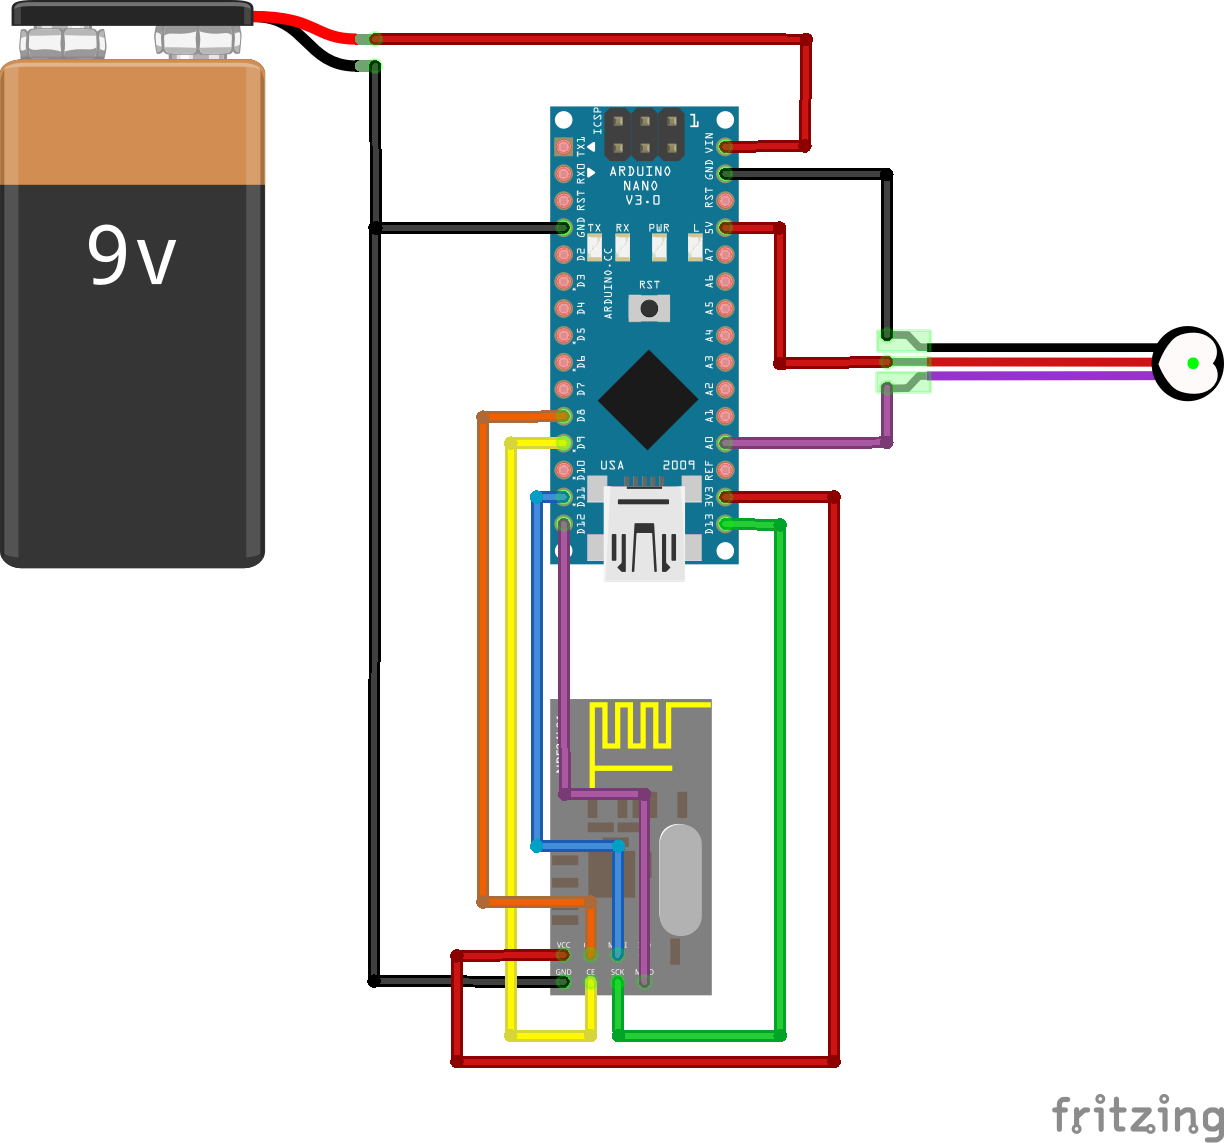 9v
ICSP
1
TX1
RX0
RST
GND
D2
D3
D4
D5
D6
D7
D8
D9
D10
D11
D12
VIN
GND
RST
5V
A7
A6
A5
A4
A3
A2
A1
A0
REF
3V3
D13
ARDUINO
NANO
V3.0
TX RX PWR L
ARDUINO.CC
RST
USA 2009
VCC
GND CE SCK
fritzing